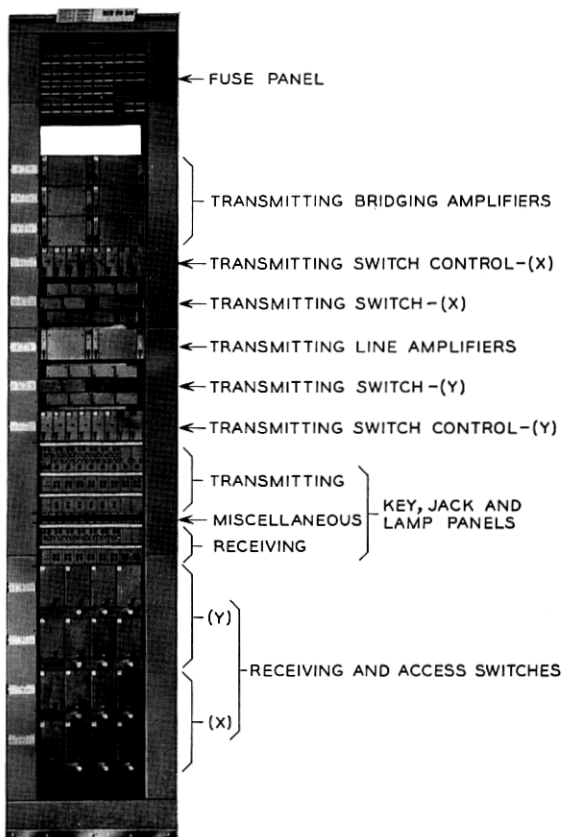 FUSE PANEL
TRANSMITTING BRIDGING AMPLIFIERS
TRANSMITTING SWITCH CONTROL-(X)
TRANSMITTING SWITCH-(X)
TRANSMITTING LINE AMPLIFIERS
TRANSMITTING SWITCH-(Y)
TRANSMITTING SWITCH CONTROL-(Y)
TRANSMITTING
MISCELLANEOUS
RECEIVING
KEY, JACK AND
LAMP PANELS
(Y)
RECEIVING AND ACCESS SWITCHES
(X)